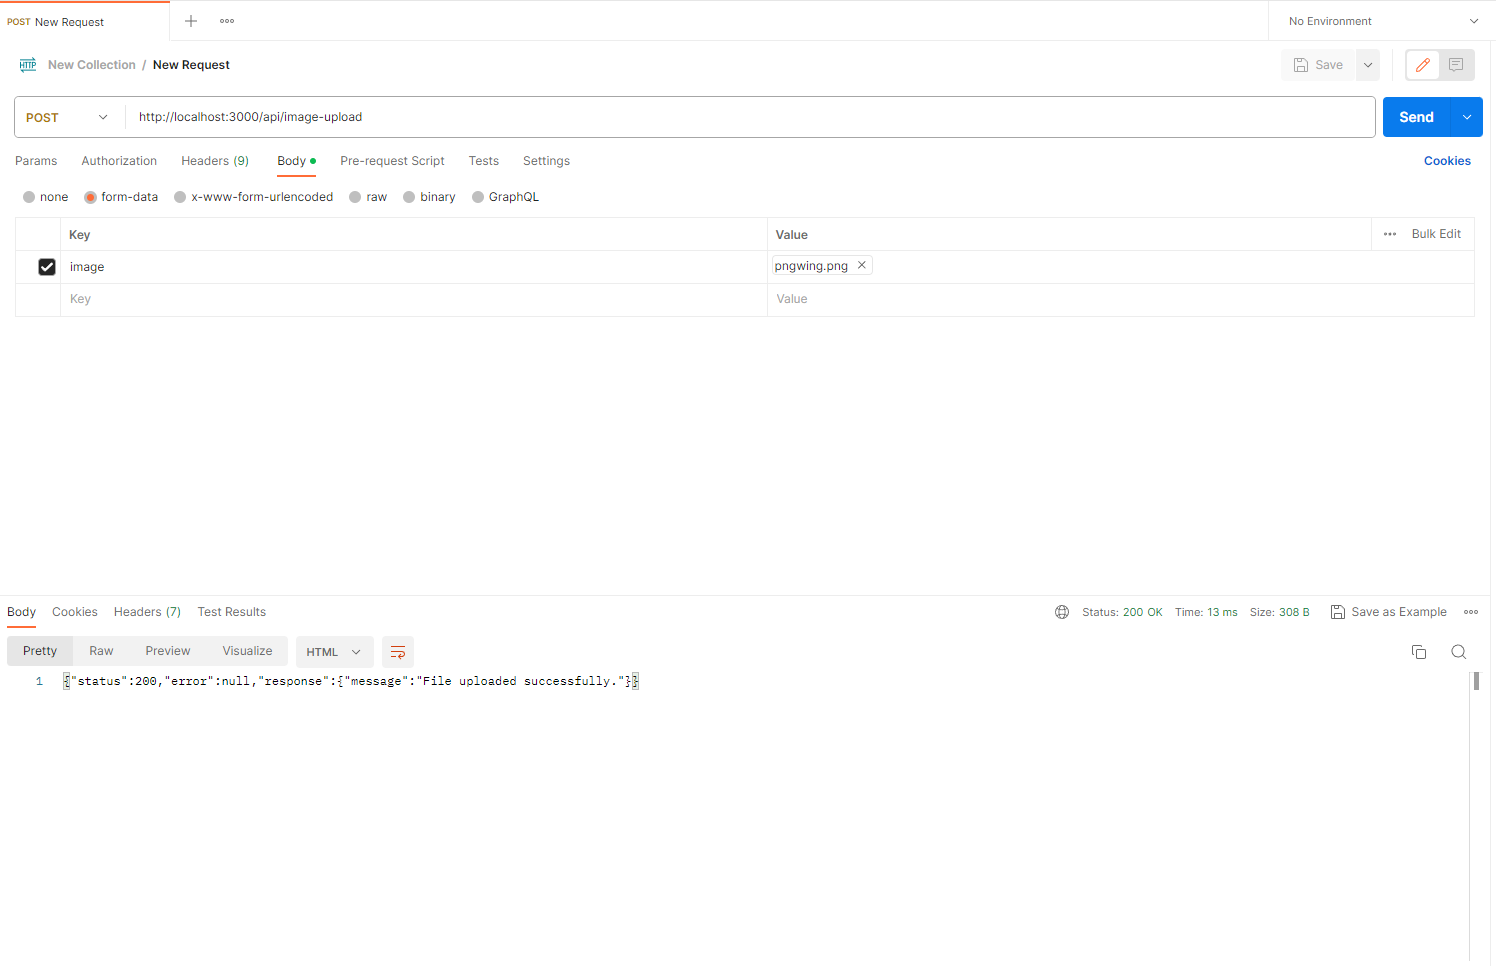 POST New Request
No Environment
HTTP New Collection / New Request
Save
POST http://localhost:3000/api/image-upload Send
Params Authorization Headers (9) Body Pre-request Script Tests Settings Cookies
none form-data x-www-form-urlencoded raw binary GraphQL
Key Value Bulk Edit
image pngwing.png
Key Value
Body Cookies Headers (7) Test Results Status: 200 OK Time: 13 ms Size: 308 B Save as Example
Pretty Raw Preview Visualize HTML
1 {"status":200,"error":null,"response":{"message":"File uploaded successfully."}}